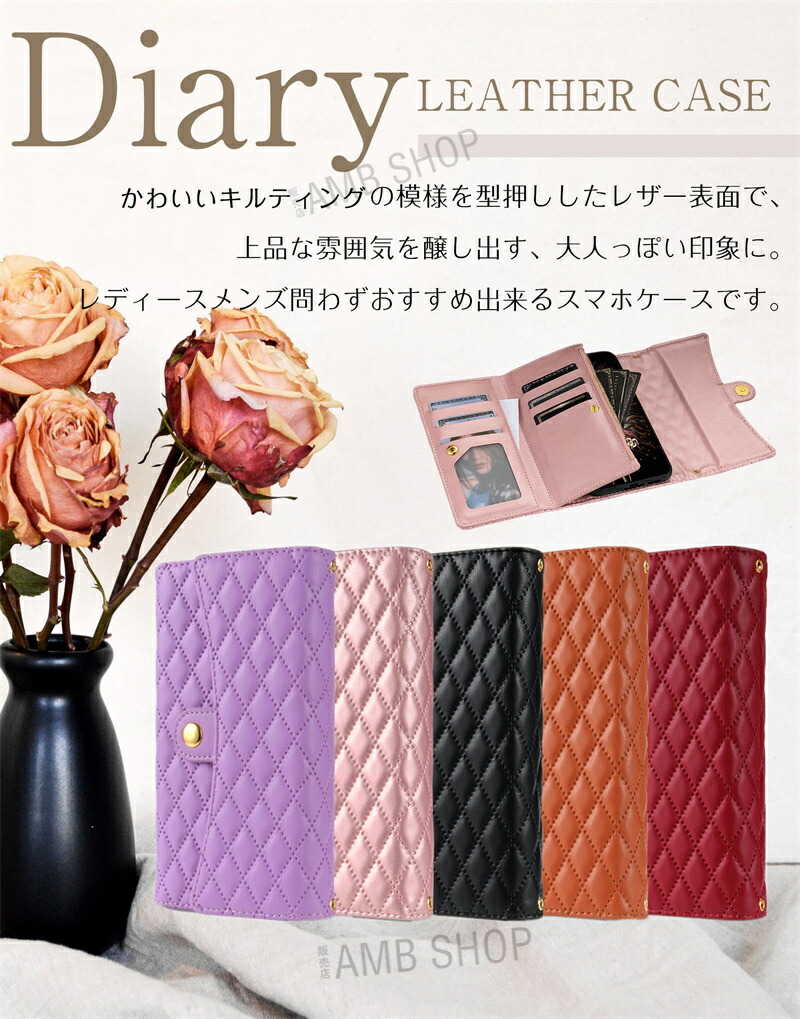 Diary
LEATHER CASE
販売店 AMB SHOP
かわいいキルティングの模様を型押ししたレザー表面で、
上品な雰囲気を醸し出す、大人っぽい印象に。
レディースメンズ問わずおすすめ出来るスマホケースです。
販売店 AMB SHOP